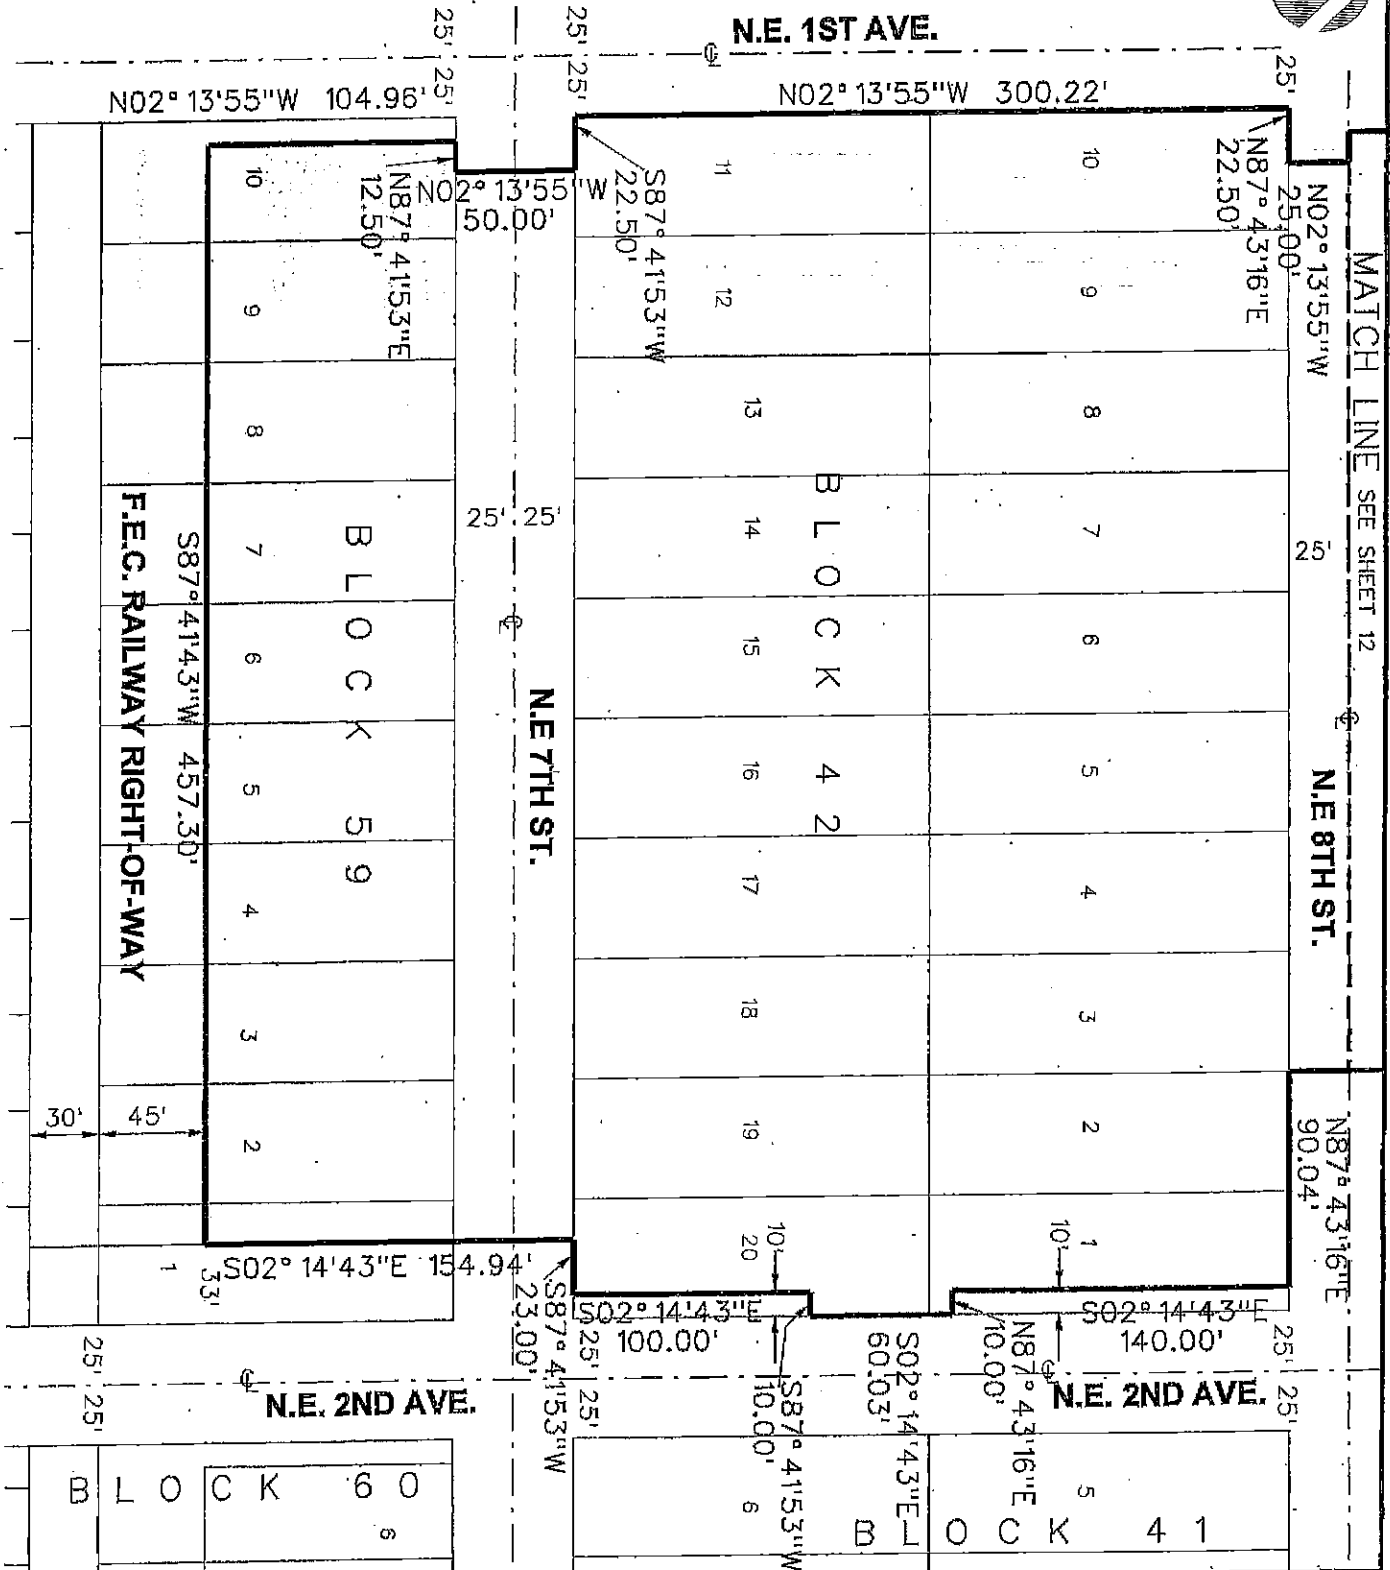 N.E. 1ST AVE.
25' 25'
25' 25'
25'
℄
N02° 13'55"W 104.96'
N02° 13'55"W 300.22'
N87° 41'53"E
12.50'
N02° 13'55"W
50.00'
S87° 41'53"W
22.50'
N87° 43'16"E
22.50'
N02° 13'55"W
25.00'
MATCH LINE SEE SHEET 12
10
9
8
7
6
5
4
3
2
1
BLOCK 59
F.E.C. RAILWAY RIGHT-OF-WAY
S87° 41'43"W 457.30'
30'
45'
33'
25' 25'
℄
N.E 7TH ST.
11
12
13
14
15
16
17
18
19
20
BLOCK 42
10
9
8
7
6
5
4
3
2
1
25'
℄
N.E 8TH ST.
N87° 43'16"E
90.04'
10'
10'
S02° 14'43"E 154.94'
S87° 41'53"W
23.00'
S02° 14'43"E
100.00'
S87° 41'53"W
10.00'
S02° 14'43"E
60.03'
N87° 43'16"E
10.00'
S02° 14'43"E
140.00'
25' 25'
25' 25'
25' 25'
℄
N.E. 2ND AVE.
℄
N.E. 2ND AVE.
BLOCK 60
6
6
5
BLOCK 41